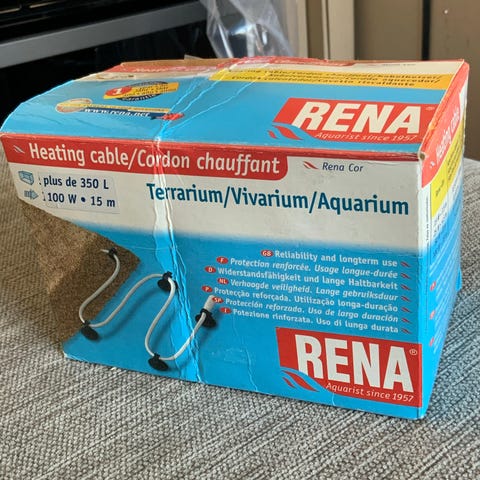 www.rena.net
RENA®
Aquarist since 1957
Heating cable/Cordon chauffant
Rena Cor
plus de 350 L
100 W • 15 m
Terrarium/Vivarium/Aquarium
GB Reliability and longterm use
F Protection renforcée. Usage longue-durée
D Widerstandsfähigkeit und lange Haltbarkeit
NL Verhoogde veiligheid. Lange gebruiksduur
P Protecção reforçada. Utilização longa-duração
SP Protección reforzado. Uso de larga duración
I Potezione rinforzata. Uso di lunga durata
RENA®
Aquarist since 1957